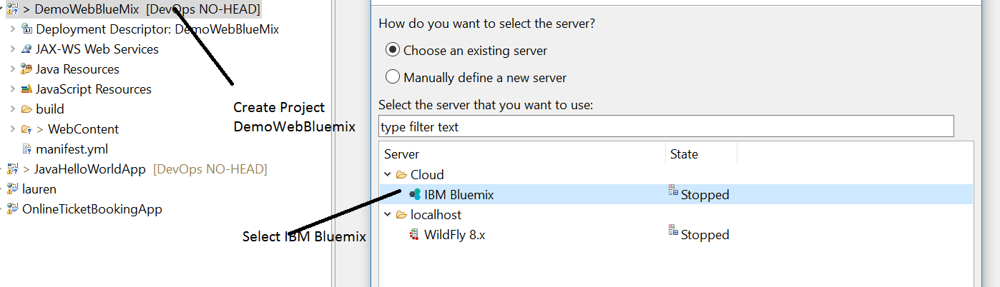 > DemoWebBlueMix [DevOps NO-HEAD]
Deployment Descriptor: DemoWebBlueMix
JAX-WS Web Services
Java Resources
JavaScript Resources
build
> WebContent
manifest.yml
> JavaHelloWorldApp [DevOps NO-HEAD]
lauren
OnlineTicketBookingApp
Create Project
DemoWebBluemix
Select IBM Bluemix
How do you want to select the server?
Choose an existing server
Manually define a new server
Select the server that you want to use:
type filter text
Server State
Cloud
IBM Bluemix Stopped
localhost
WildFly 8.x Stopped